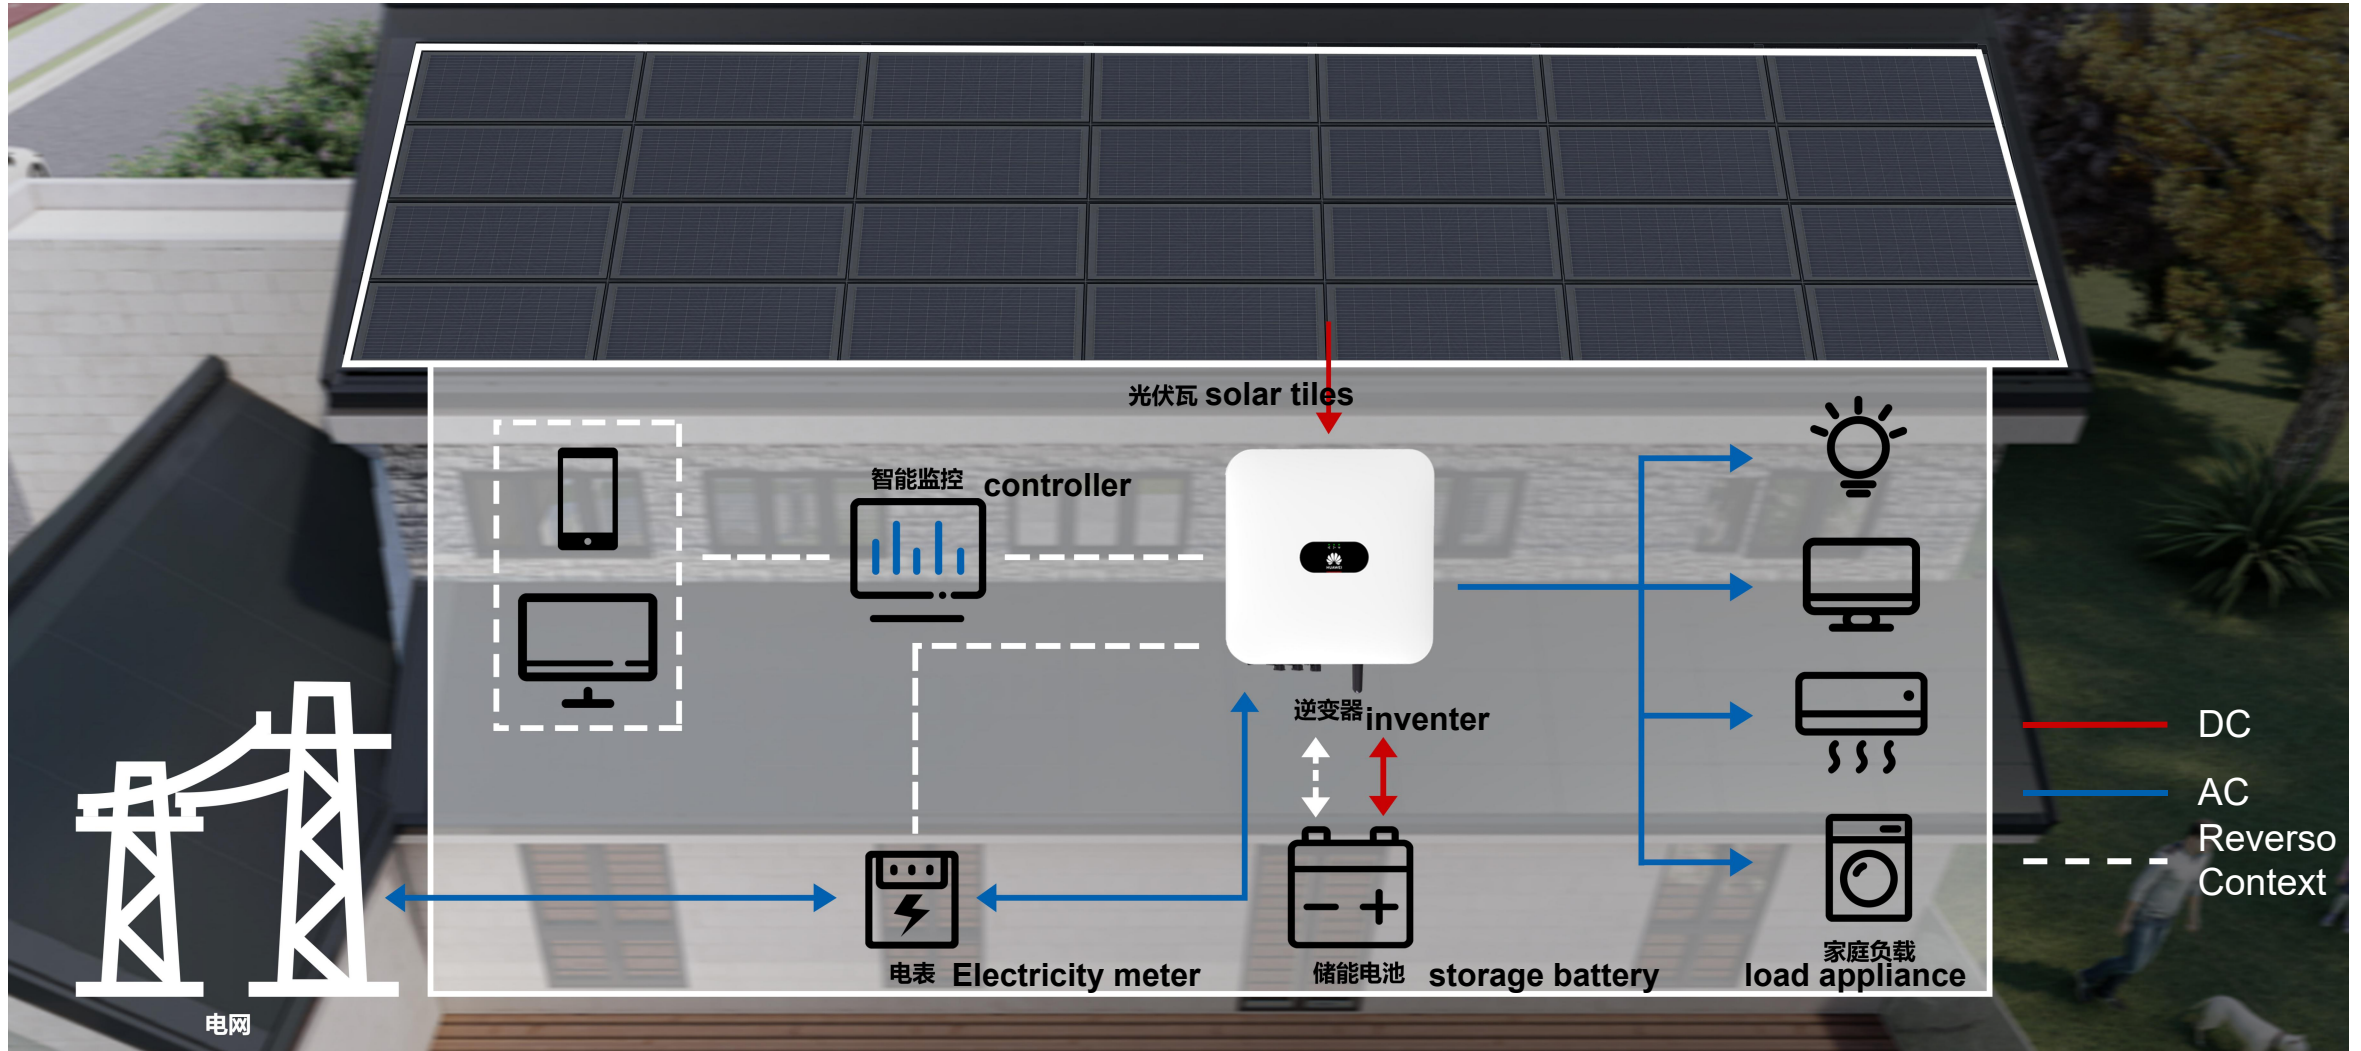 光伏瓦 solar tiles
智能监控 controller
HUAWEI
逆变器 inventer
DC
AC
Reverso
Context
电表 Electricity meter
储能电池 storage battery
家庭负载
load appliance
电网